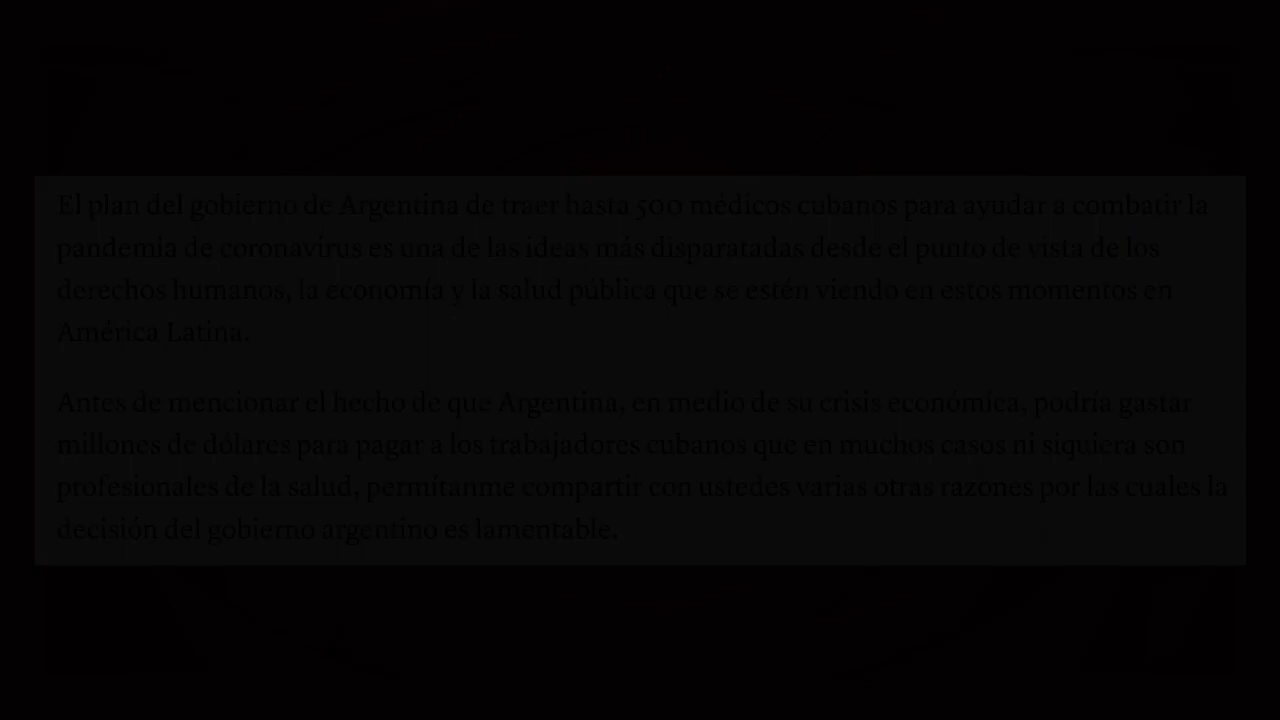 El plan del gobierno de Argentina de traer hasta 500 médicos cubanos para ayudar a combatir la
pandemia de coronavirus es una de las ideas más disparatadas desde el punto de vista de los
derechos humanos, la economía y la salud pública que se estén viendo en estos momentos en
América Latina.
Antes de mencionar el hecho de que Argentina, en medio de su crisis económica, podría gastar
millones de dólares para pagar a los trabajadores cubanos que en muchos casos ni siquiera son
profesionales de la salud, permítanme compartir con ustedes varias otras razones por las cuales la
decisión del gobierno argentino es lamentable.